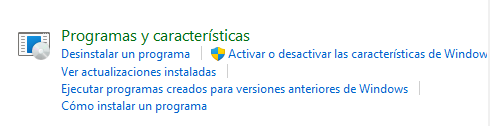 Programas y características
Desinstalar un programa Activar o desactivar las características de Window
Ver actualizaciones instaladas
Ejecutar programas creados para versiones anteriores de Windows
Cómo instalar un programa